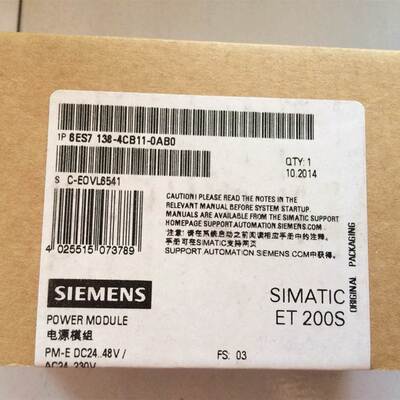 1P 6ES7 138-4CB11-0AB0
S C-EOVL6541
QTY: 1
10.2014
CAUTION! PLEASE READ THE NOTES IN THE
RELEVANT MANUAL BEFORE SYSTEM STARTUP.
MANUALS ARE AVAILABLE FROM THE SIMATIC SUPPORT
HOMEPAGE SUPPORT.AUTOMATION.SIEMENS.COM
注意: 请在系统启动之前阅读相应手册中的注释。
手册可在SIMATIC支持网页
SUPPORT.AUTOMATION.SIEMENS.COM中获得。
4 025515 073789
ORIGINAL PACKAGING
SIEMENS
SIMATIC
ET 200S
POWER MODULE
电源模组
PM-E DC24..48V /
FS: 03
AC24..230V